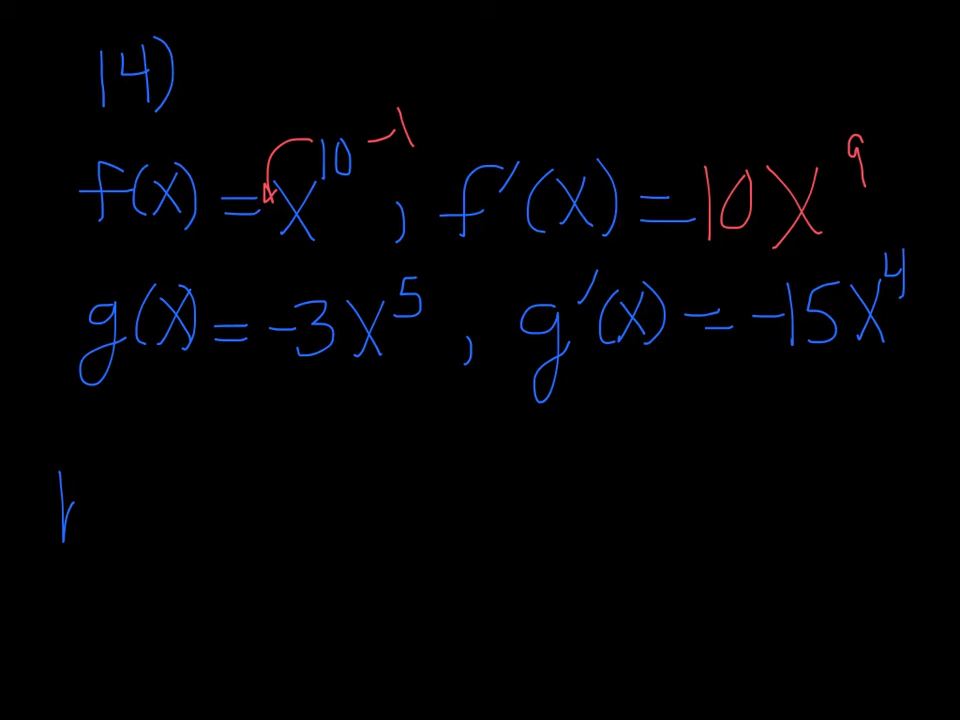 14)
f(x) = x^10 -1 , f'(x) = 10x^9
g(x) = -3x^5 , g'(x) = -15x^4